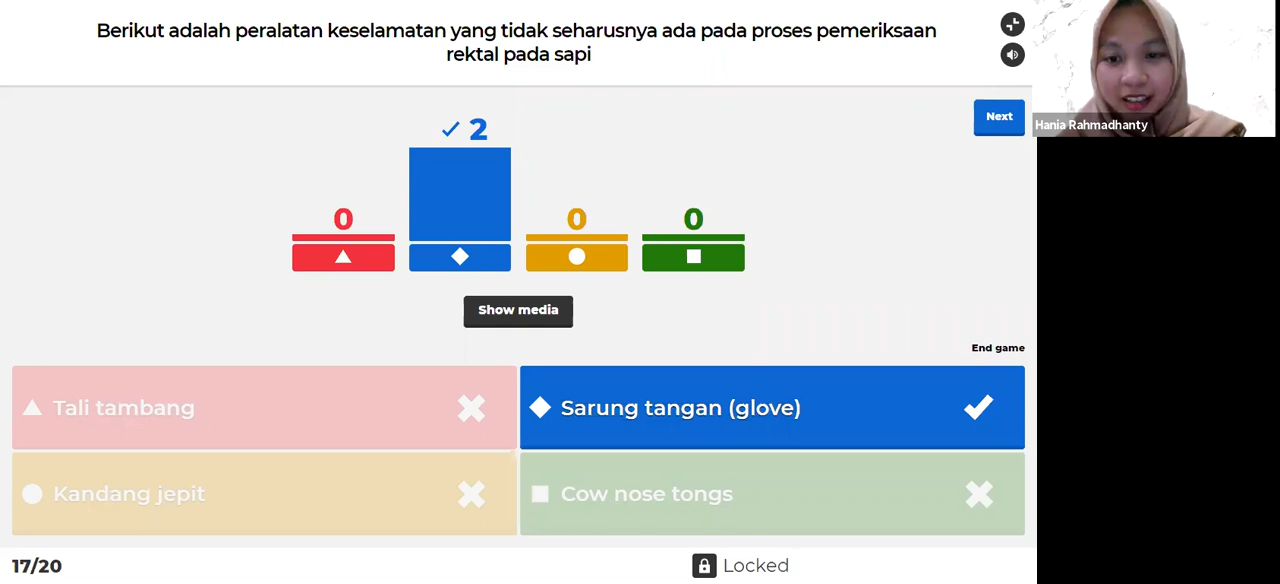 Berikut adalah peralatan keselamatan yang tidak seharusnya ada pada proses pemeriksaan
rektal pada sapi
Next
Hania Rahmadhanty
2
0
0
0
Show media
End game
Tali tambang
Sarung tangan (glove)
Kandang jepit
Cow nose tongs
17/20
Locked